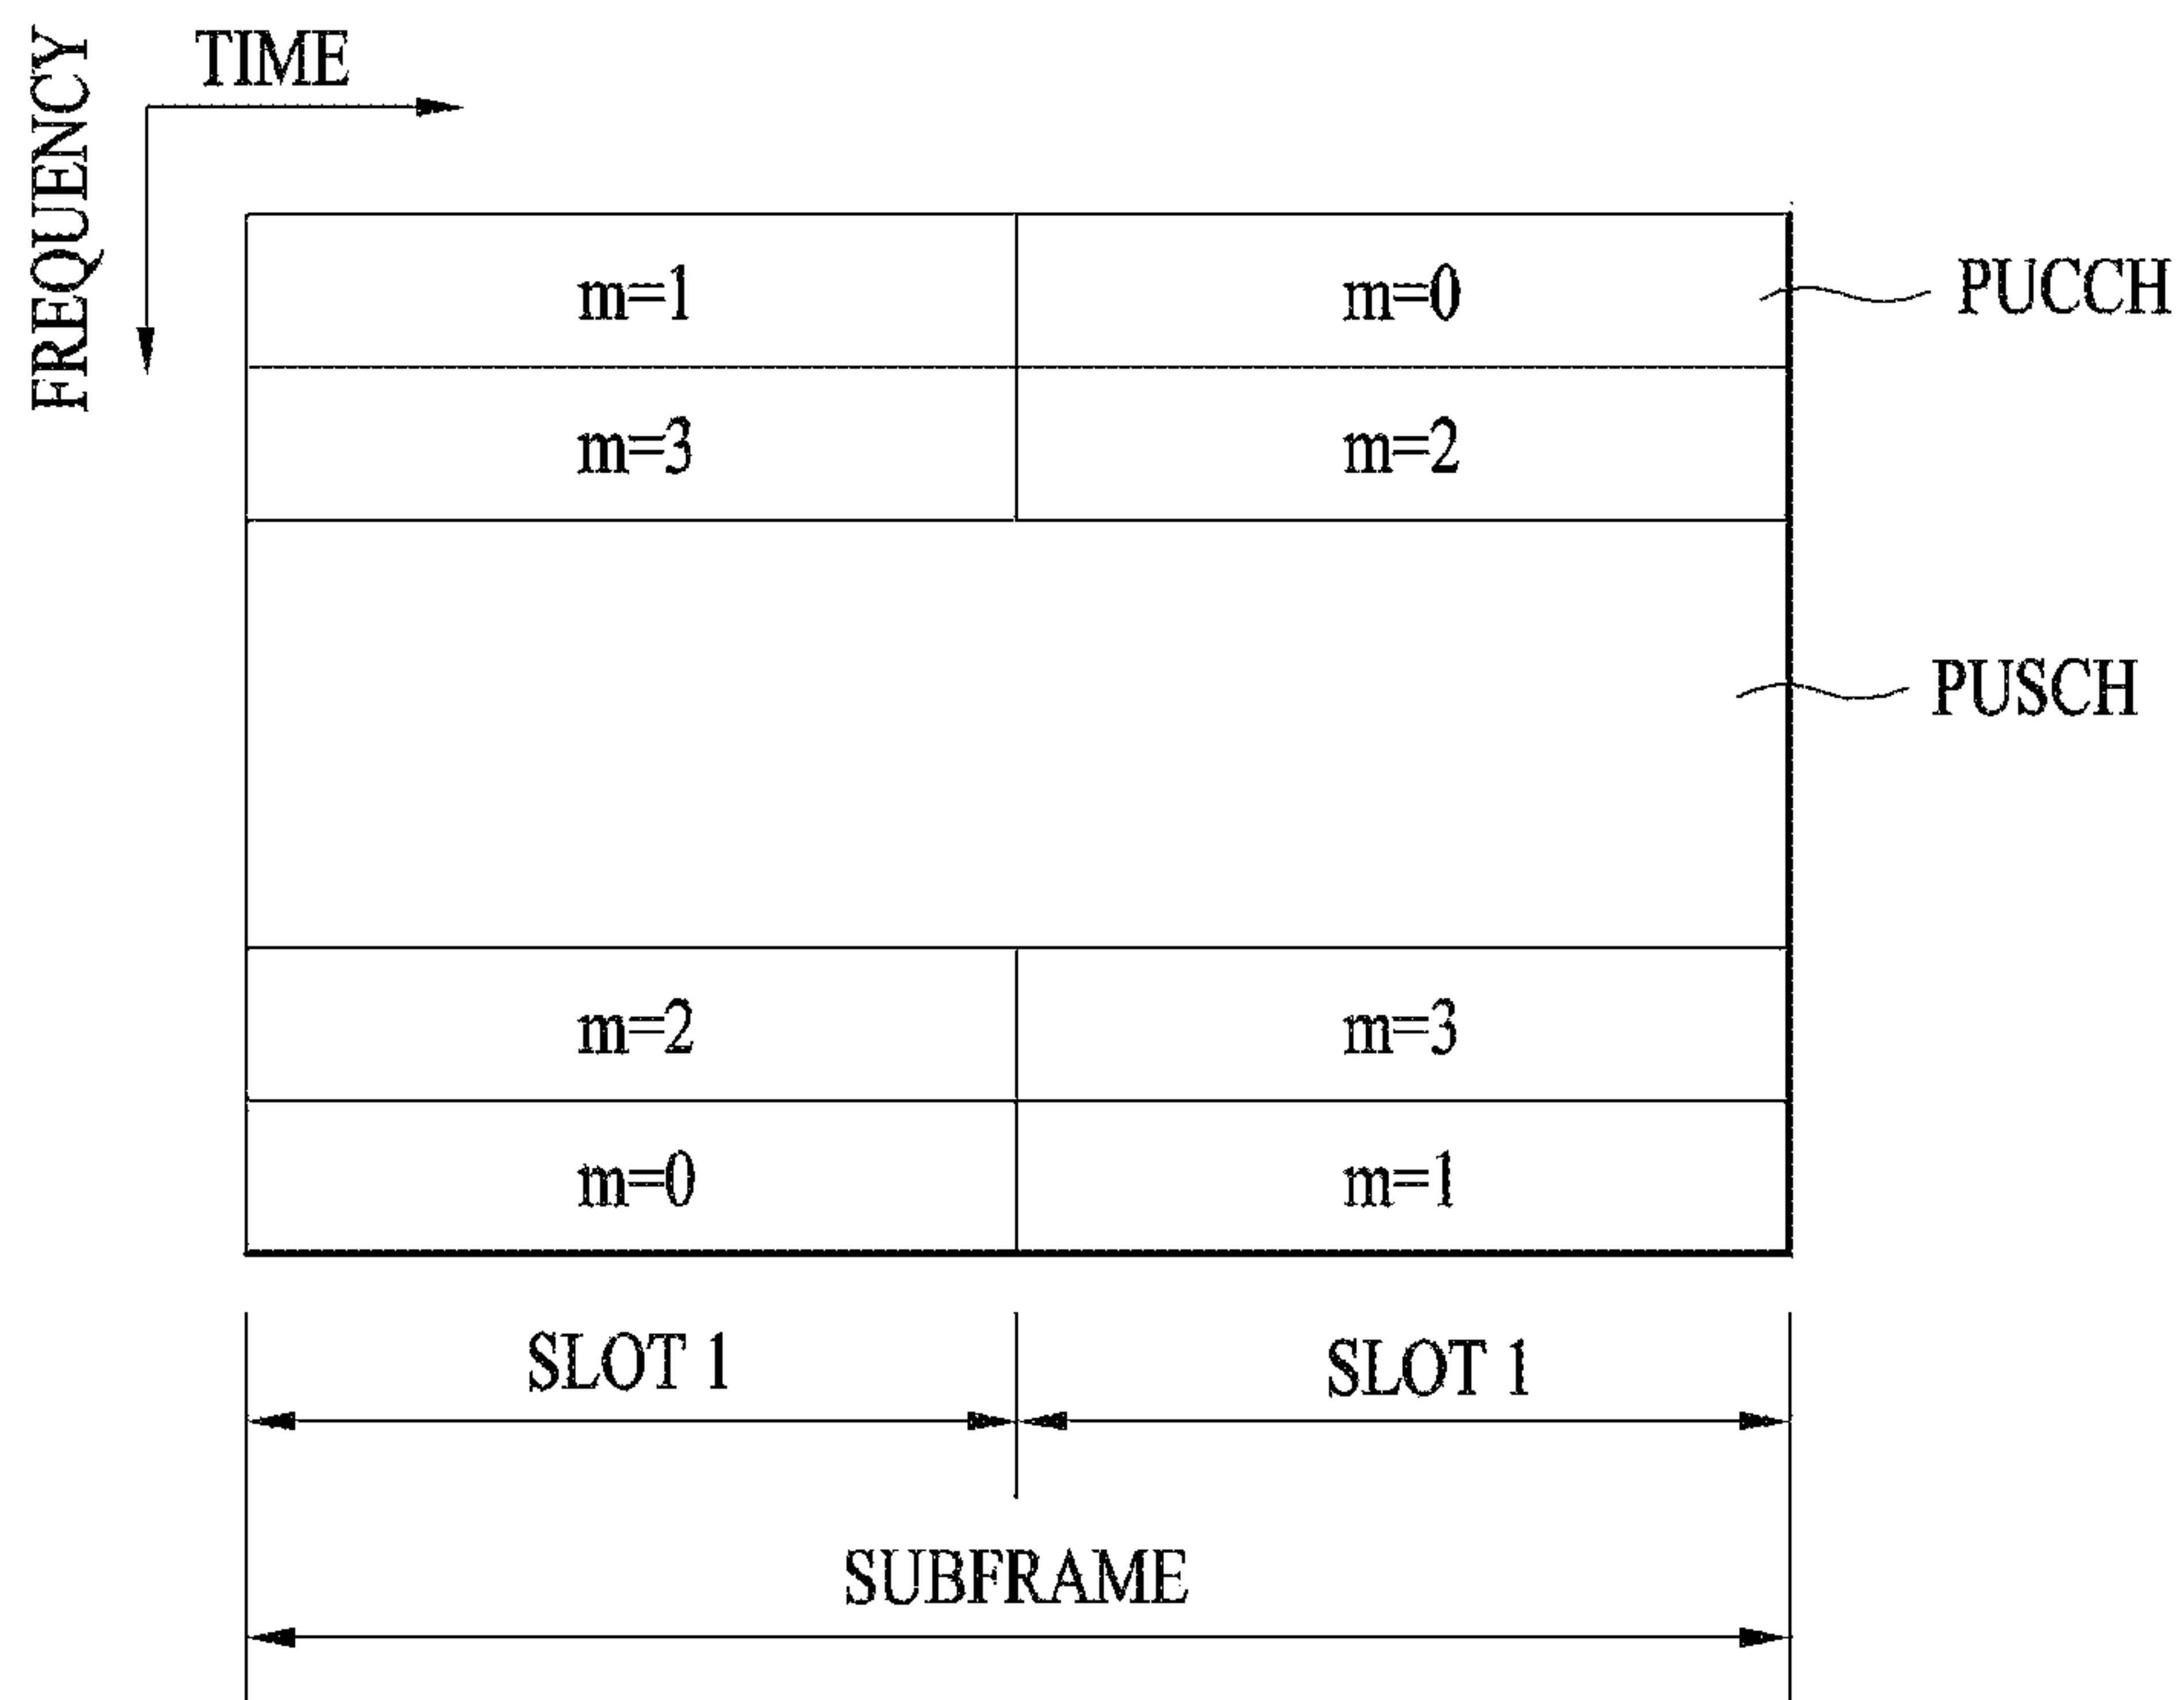 TIME
FREQUENCY
m=1 m=0 PUCCH
m=3 m=2
PUSCH
m=2 m=3
m=0 m=1
SLOT 1 SLOT 1
SUBFRAME